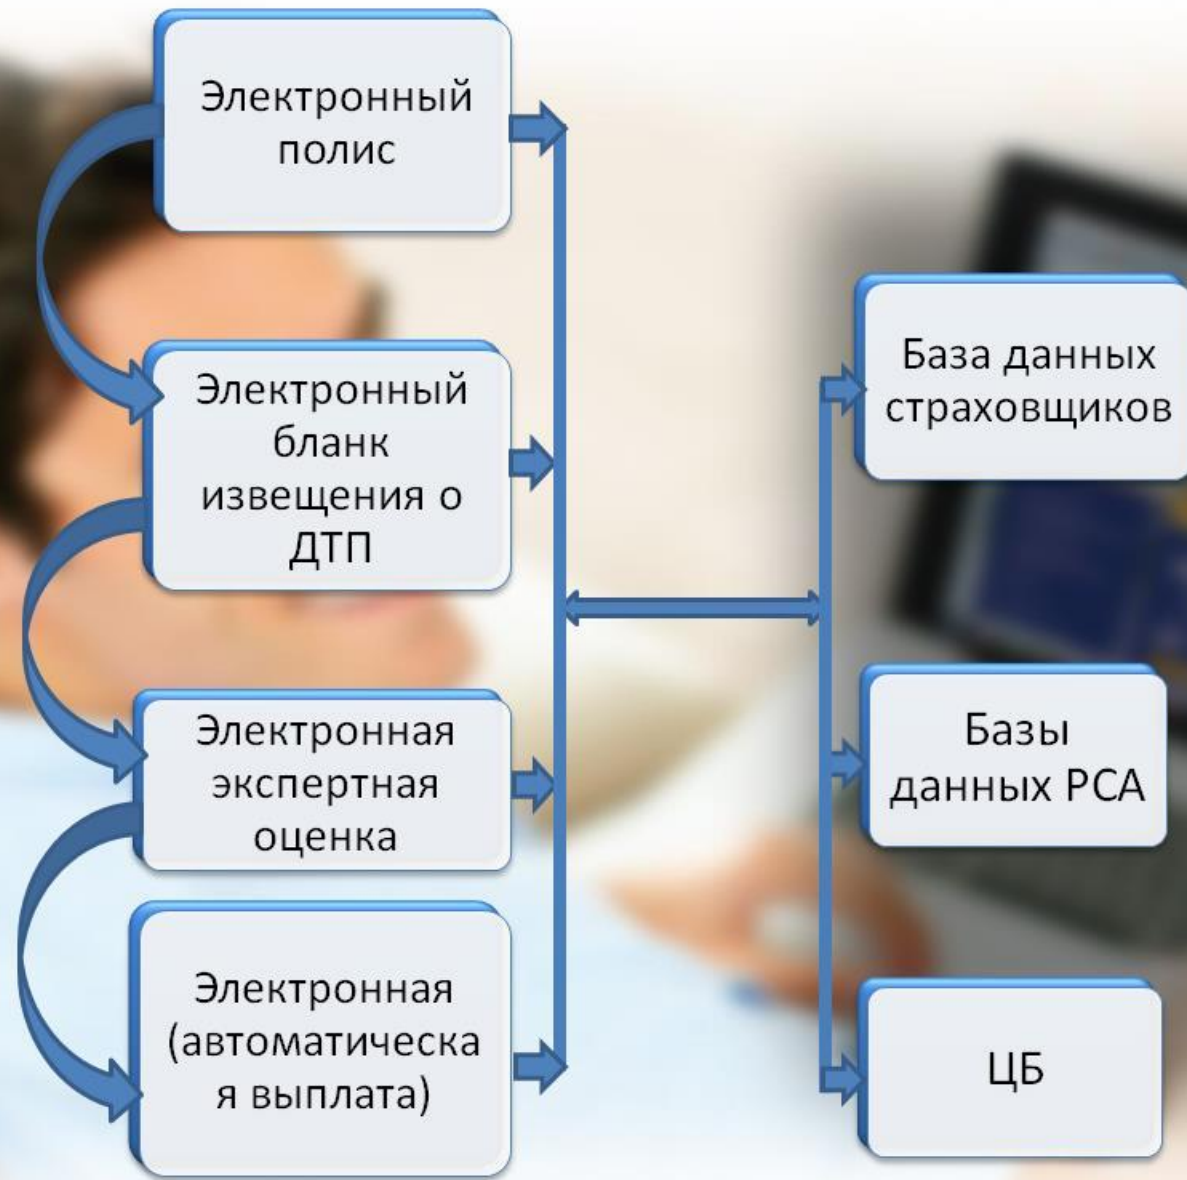 Электронный
полис
Электронный
бланк
извещения о
ДТП
Электронная
экспертная
оценка
Электронная
(автоматическа
я выплата)
База данных
страховщиков
Базы
данных РСА
ЦБ